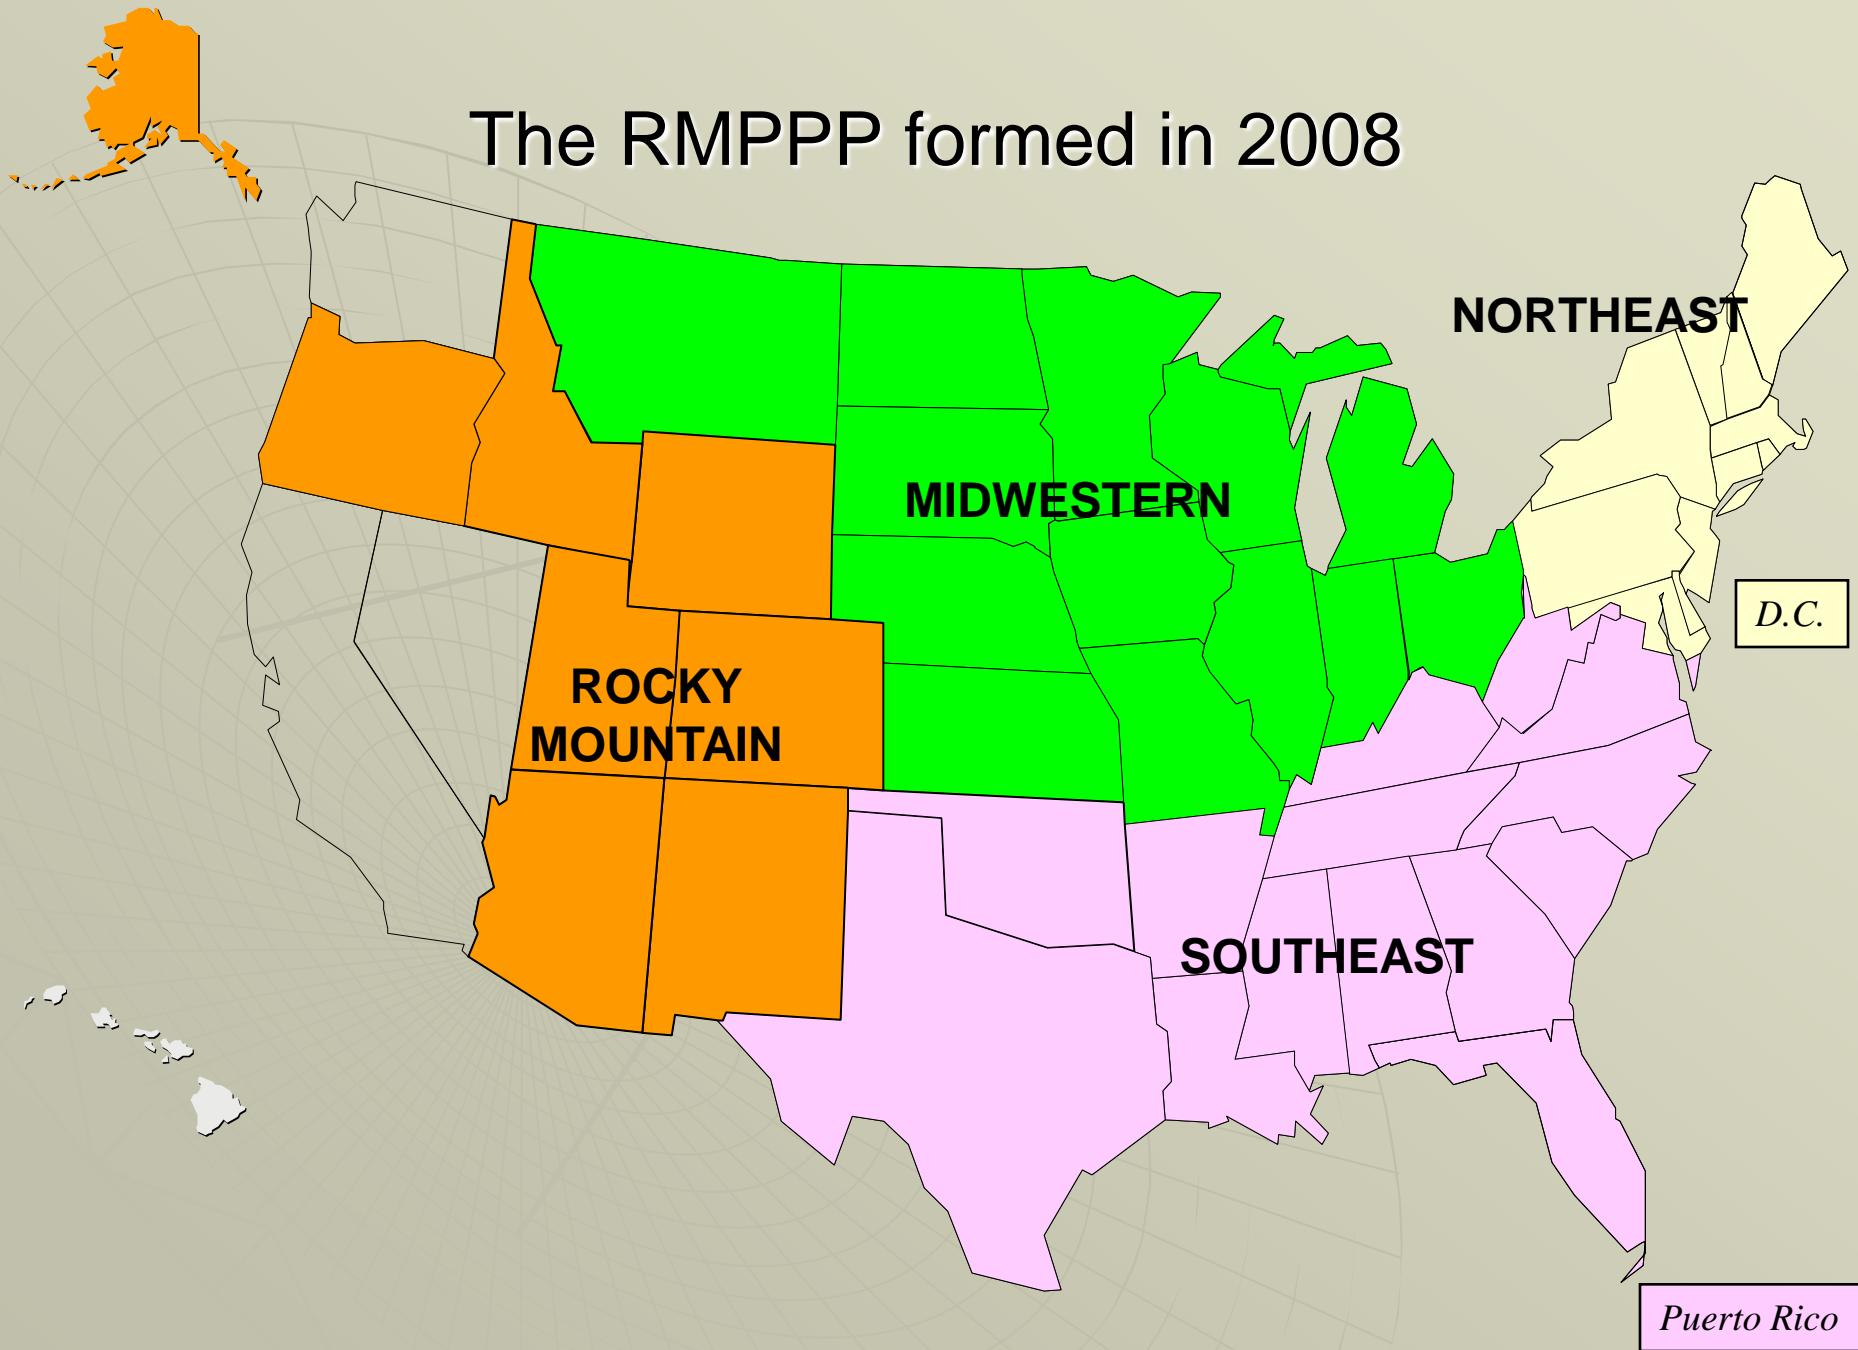 The RMPPP formed in 2008
NORTHEAST
MIDWESTERN
D.C.
ROCKY
MOUNTAIN
SOUTHEAST
Puerto Rico